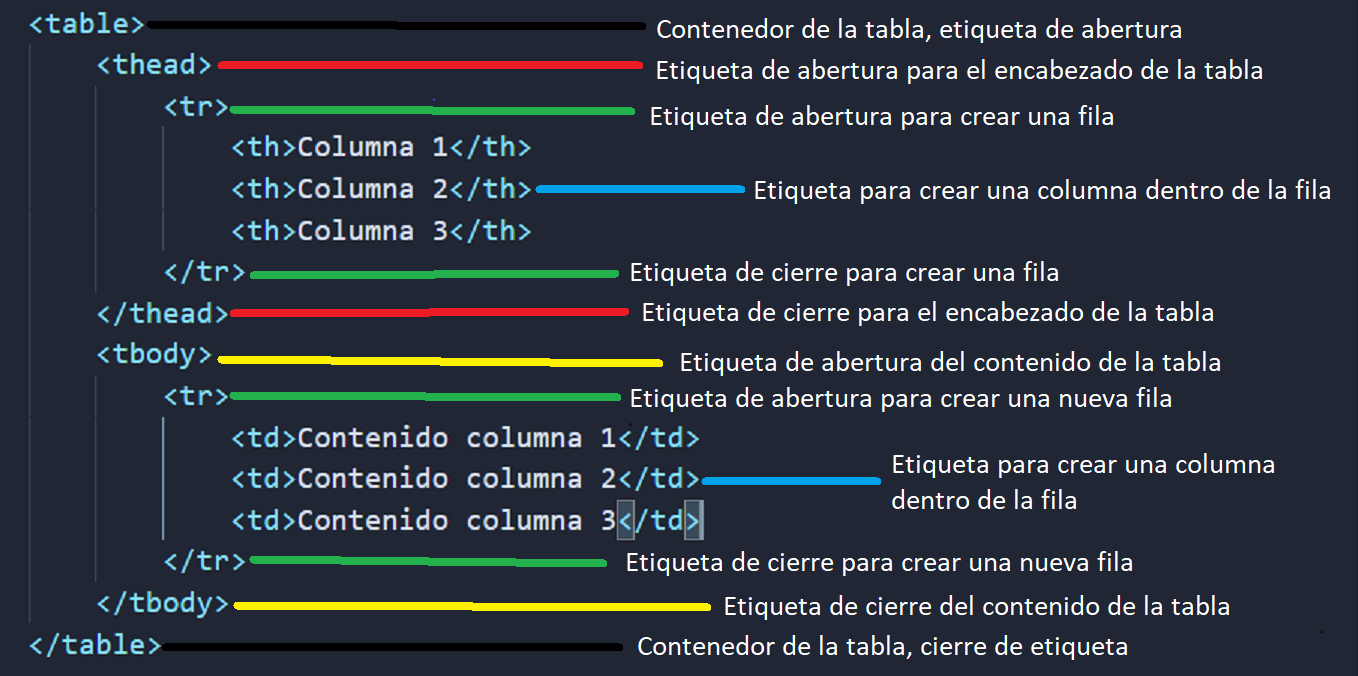 <table> Contenedor de la tabla, etiqueta de abertura
<thead> Etiqueta de abertura para el encabezado de la tabla
<tr> Etiqueta de abertura para crear una fila
<th>Columna 1</th>
<th>Columna 2</th> Etiqueta para crear una columna dentro de la fila
<th>Columna 3</th>
</tr> Etiqueta de cierre para crear una fila
</thead> Etiqueta de cierre para el encabezado de la tabla
<tbody> Etiqueta de abertura del contenido de la tabla
<tr> Etiqueta de abertura para crear una nueva fila
<td>Contenido columna 1</td>
<td>Contenido columna 2</td> Etiqueta para crear una columna
dentro de la fila
<td>Contenido columna 3</td>
</tr> Etiqueta de cierre para crear una nueva fila
</tbody> Etiqueta de cierre del contenido de la tabla
</table> Contenedor de la tabla, cierre de etiqueta